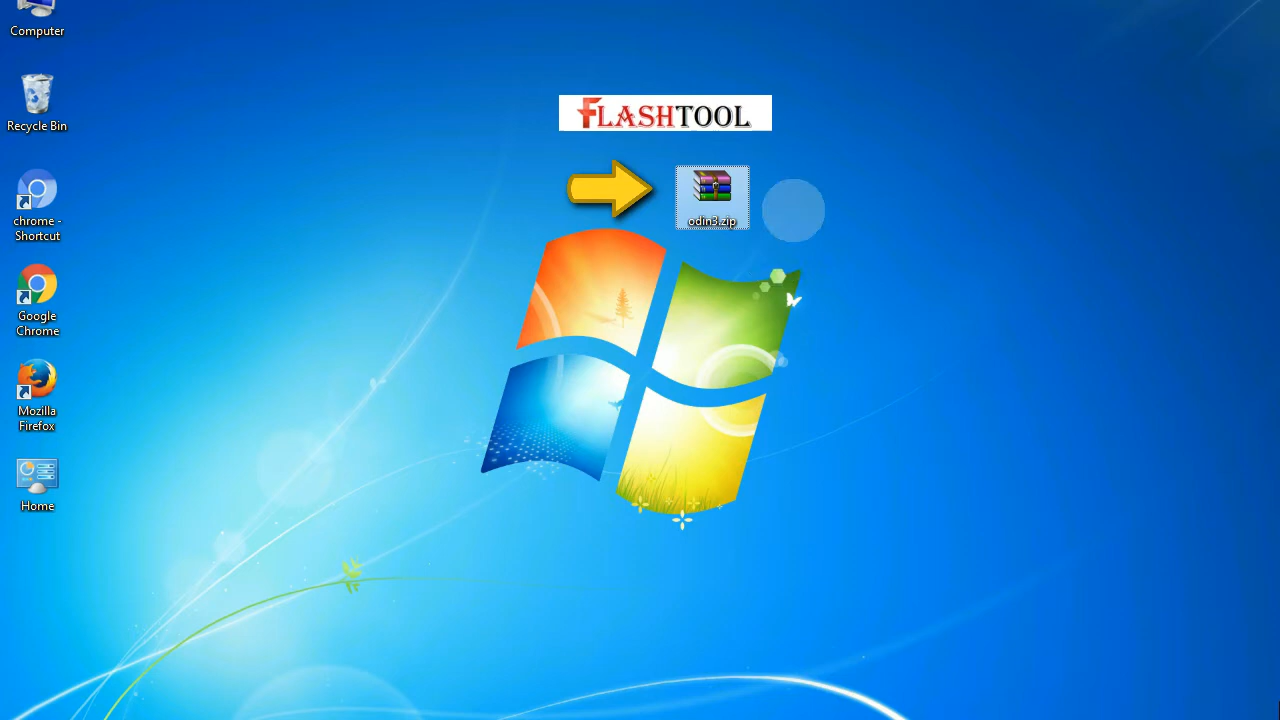 Computer
Recycle Bin
chrome -
Shortcut
Google
Chrome
Mozilla
Firefox
Home
FLASHTOOL
odin3.zip